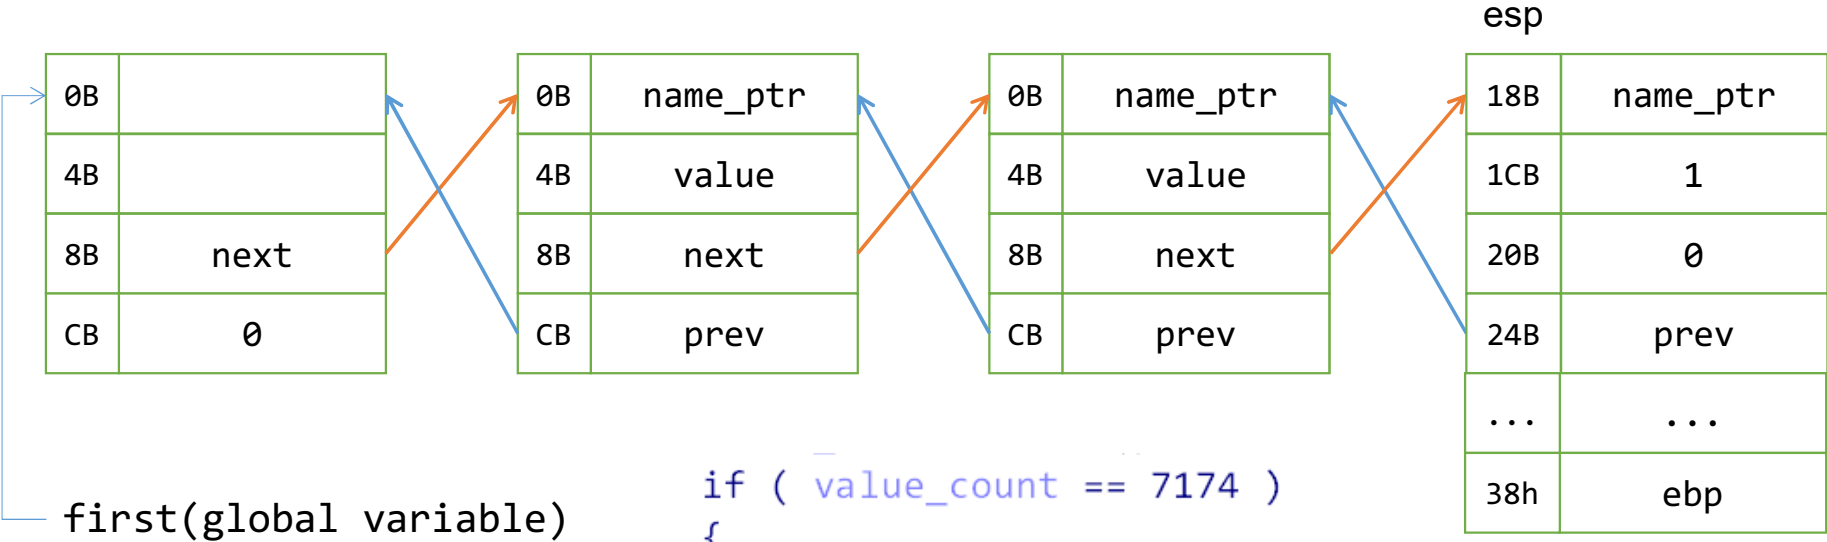 esp
0B
4B
8B next
CB 0
0B name_ptr
4B value
8B next
CB prev
0B name_ptr
4B value
8B next
CB prev
18B name_ptr
1CB 1
20B 0
24B prev
... ...
38h ebp
first(global variable)
if ( value_count == 7174 )
{